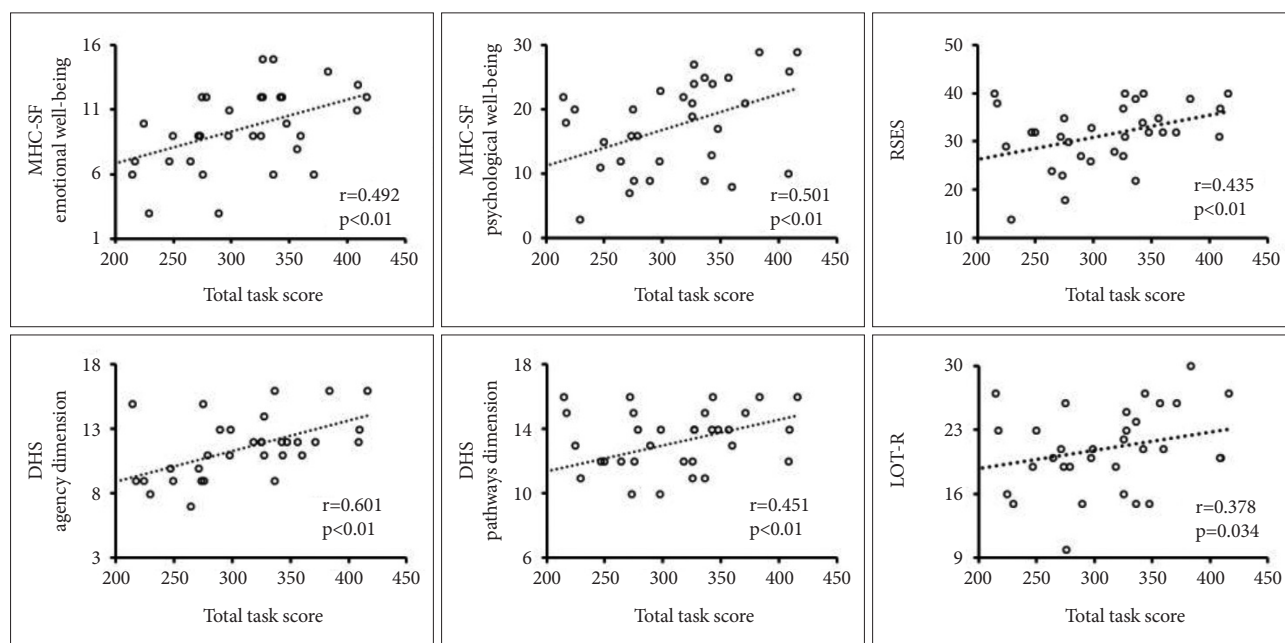 MHC-SF
emotional well-being
16
11
6
1
200 250 300 350 400 450
Total task score
r=0.492
p<0.01
MHC-SF
psychological well-being
30
20
10
0
200 250 300 350 400 450
Total task score
r=0.501
p<0.01
RSES
50
40
30
20
10
200 250 300 350 400 450
Total task score
r=0.435
p<0.01
DHS
agency dimension
18
13
8
3
200 250 300 350 400 450
Total task score
r=0.601
p<0.01
DHS
pathways dimension
18
14
10
6
200 250 300 350 400 450
Total task score
r=0.451
p<0.01
LOT-R
30
23
16
9
200 250 300 350 400 450
Total task score
r=0.378
p=0.034